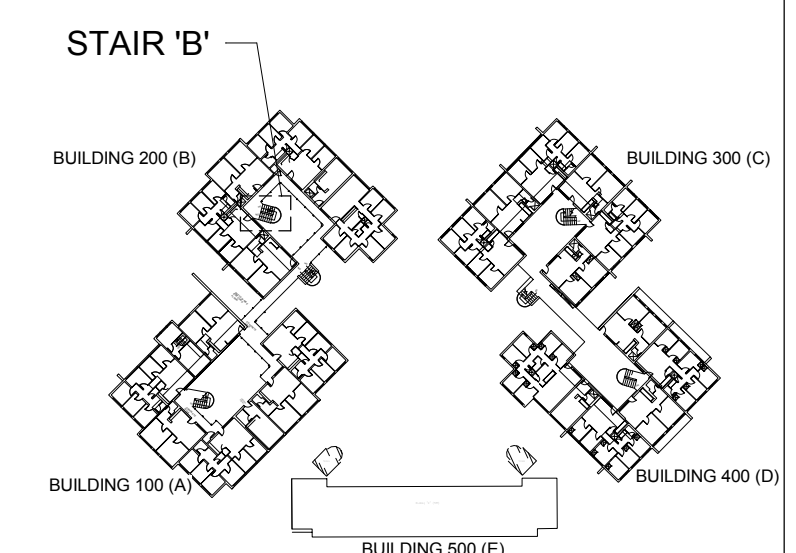 STAIR 'B'
BUILDING 200 (B)
BUILDING 300 (C)
BUILDING 100 (A)
BUILDING 400 (D)
BUILDING 500 (E)